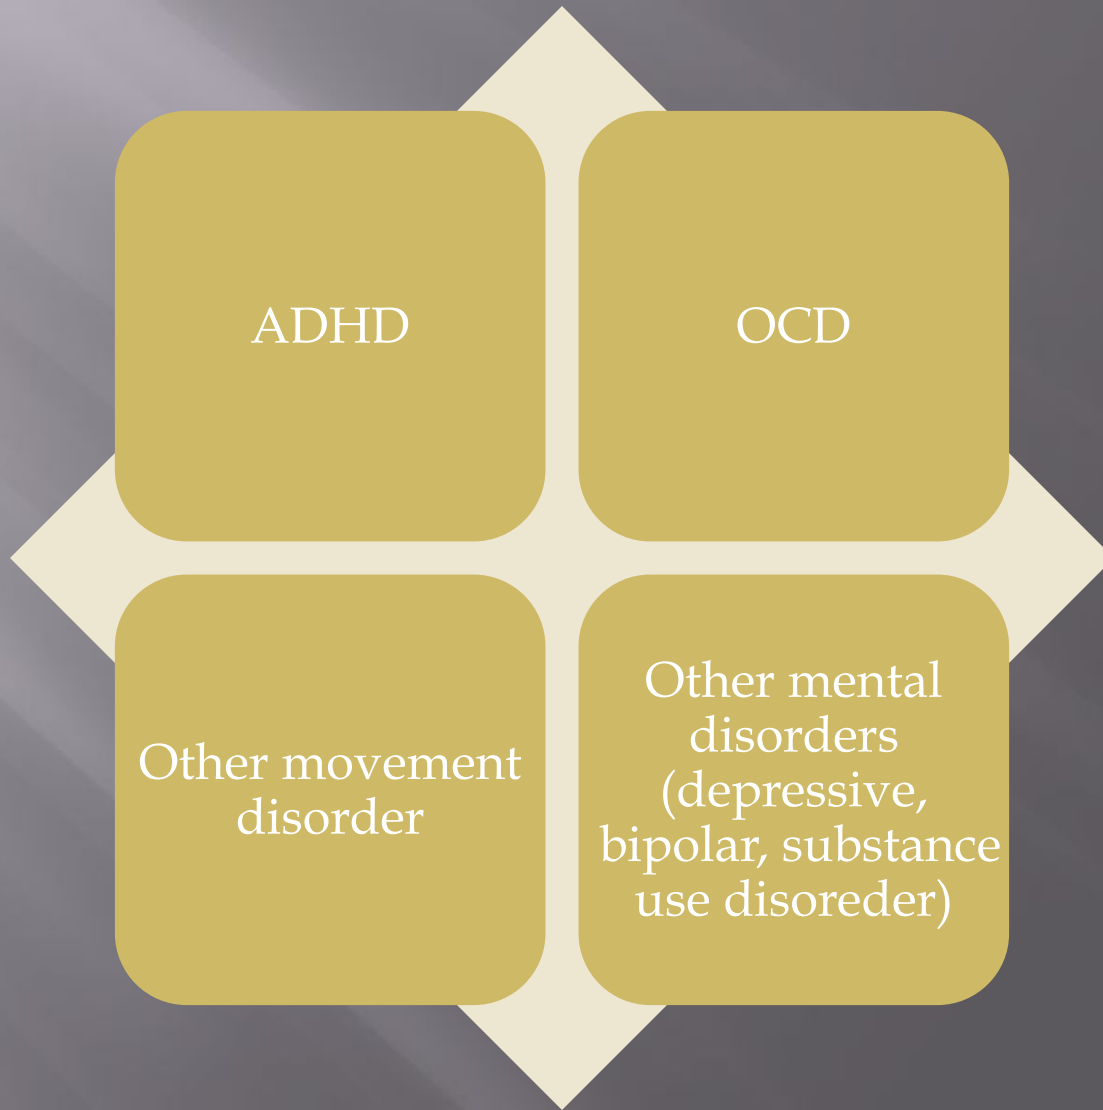 ADHD
OCD
Other movement
disorder
Other mental
disorders
(depressive,
bipolar, substance
use disoreder)